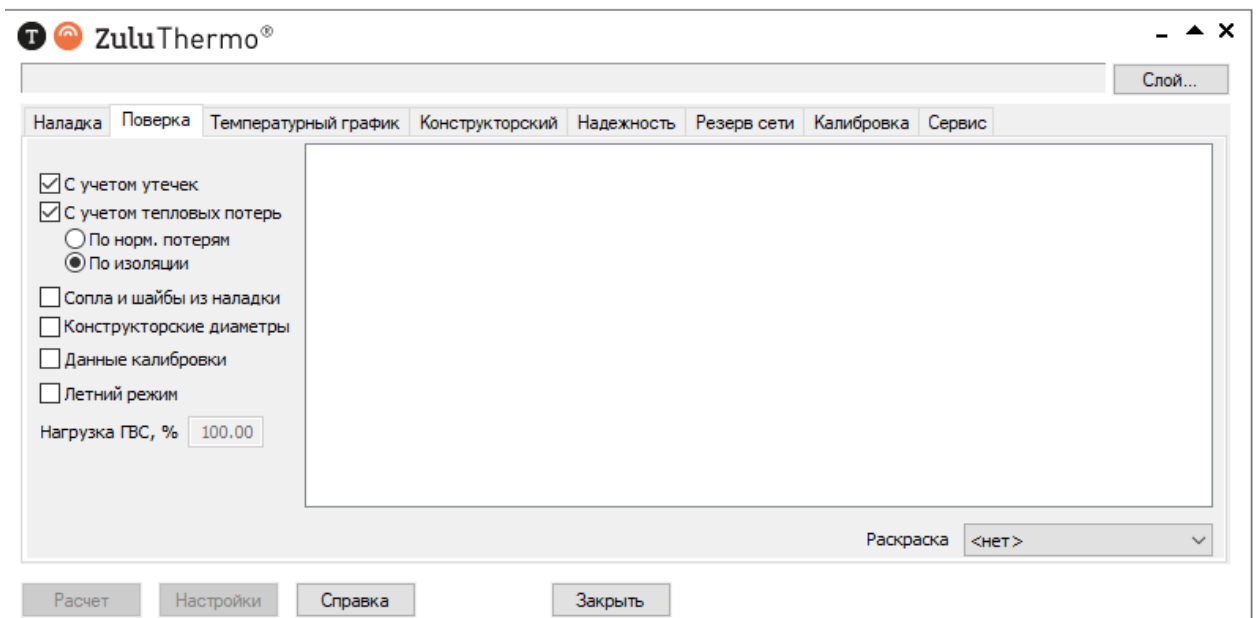 T ZuluThermo®
Слой...
Наладка Поверка Температурный график Конструкторский Надежность Резерв сети Калибровка Сервис
С учетом утечек
С учетом тепловых потерь
По норм. потерям
По изоляции
Сопла и шайбы из наладки
Конструкторские диаметры
Данные калибровки
Летний режим
Нагрузка ГВС, % 100.00
Раскраска <нет>
Расчет Настройки Справка Закрыть